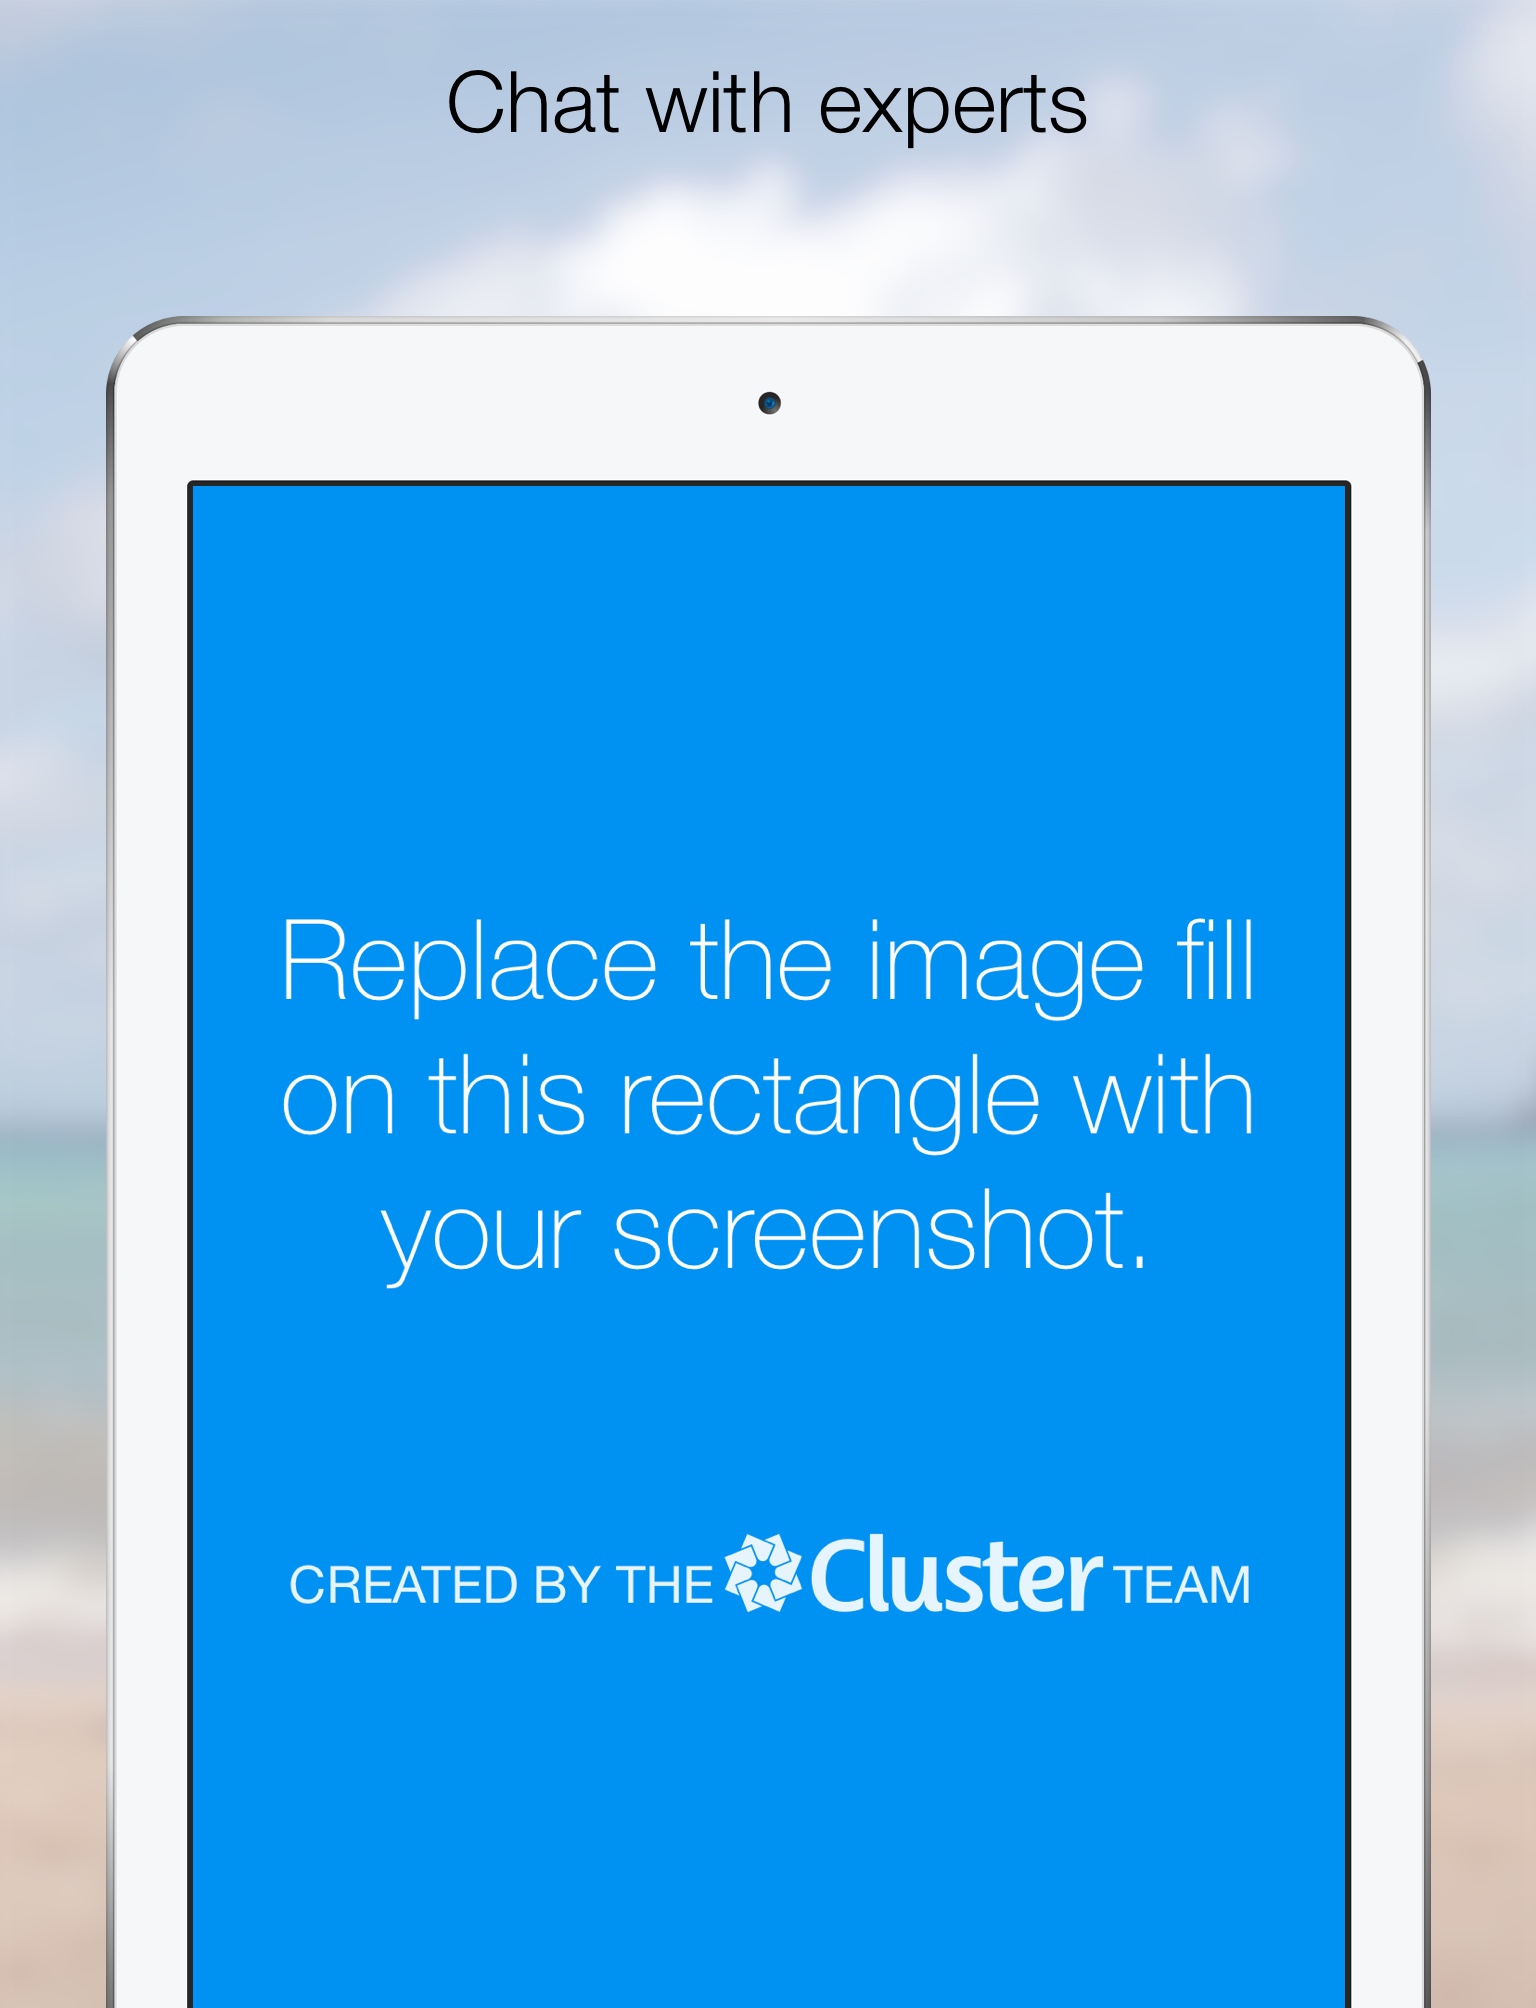 Chat with experts
Replace the image fill
on this rectangle with
your screenshot.
CREATED BY THE Cluster TEAM